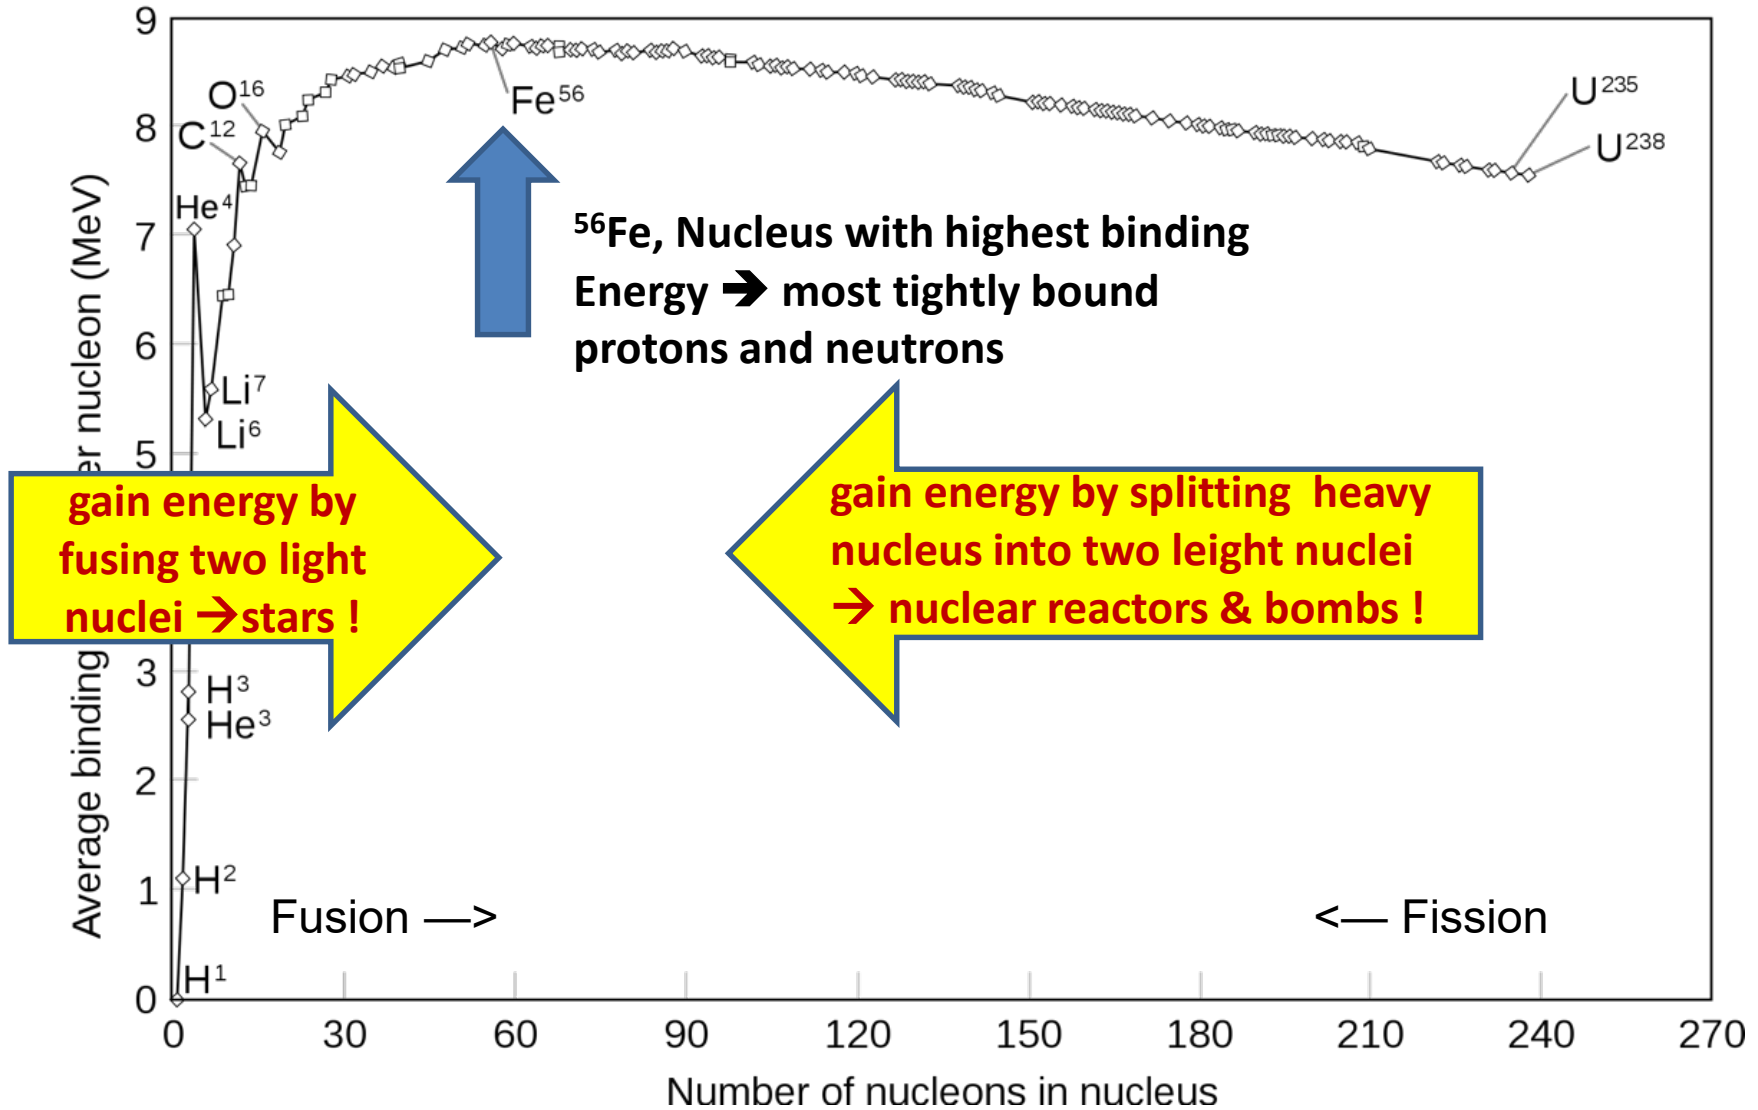 9
8
7
6
5
3
2
1
0
Average binding
er nucleon (MeV)
O¹⁶
C¹²
He⁴
Li⁷
Li⁶
H³
He³
H²
H¹
Fe⁵⁶
U²³⁵
U²³⁸
⁵⁶Fe, Nucleus with highest binding
Energy ➔ most tightly bound
protons and neutrons
gain energy by
fusing two light
nuclei →stars !
gain energy by splitting heavy
nucleus into two leight nuclei
→ nuclear reactors & bombs !
Fusion —>
<— Fission
0 30 60 90 120 150 180 210 240 270
Number of nucleons in nucleus